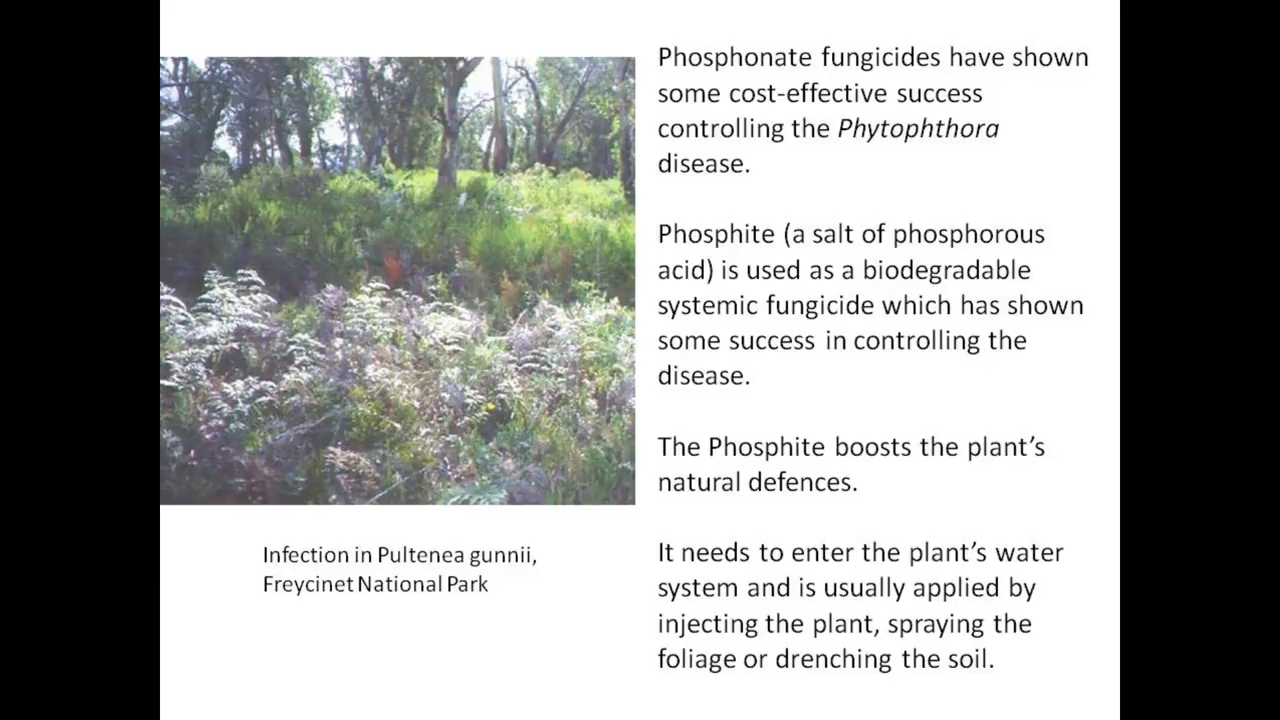 Phosphonate fungicides have shown
some cost-effective success
controlling the Phytophthora
disease.
Phosphite (a salt of phosphorous
acid) is used as a biodegradable
systemic fungicide which has shown
some success in controlling the
disease.
The Phosphite boosts the plant’s
natural defences.
It needs to enter the plant’s water
system and is usually applied by
injecting the plant, spraying the
foliage or drenching the soil.
Infection in Pultenea gunnii,
Freycinet National Park